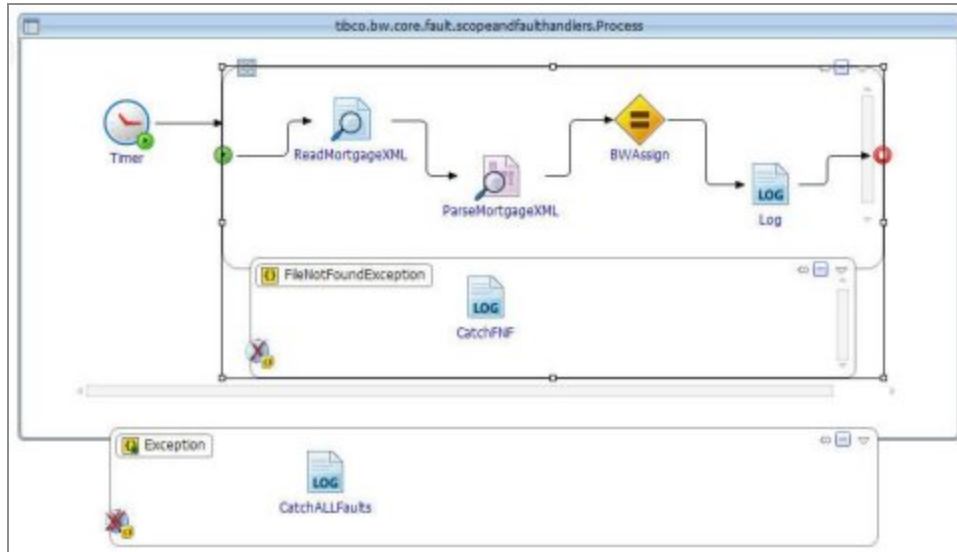 tibco.bw.core.fault.scopeandfaulthandlers.Process
Timer
ReadMortgageXML
ParseMortgageXML
BWAssign
LOG
Log
FileNotFoundException
LOG
CatchFNF
Exception
LOG
CatchALLFaults